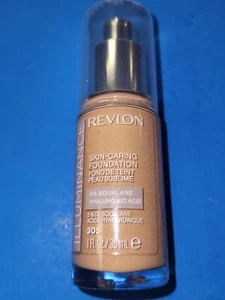 REVLON
ILLUMINANCE
SKIN-CARING
FOUNDATION
FOND DE TEINT
PEAU SUBLIME
5% SQUALANE
HYALURONIC ACID
5% DE SQUALANE
ACIDE HYALURONIQUE
305
1 FL. OZ./30 mL e